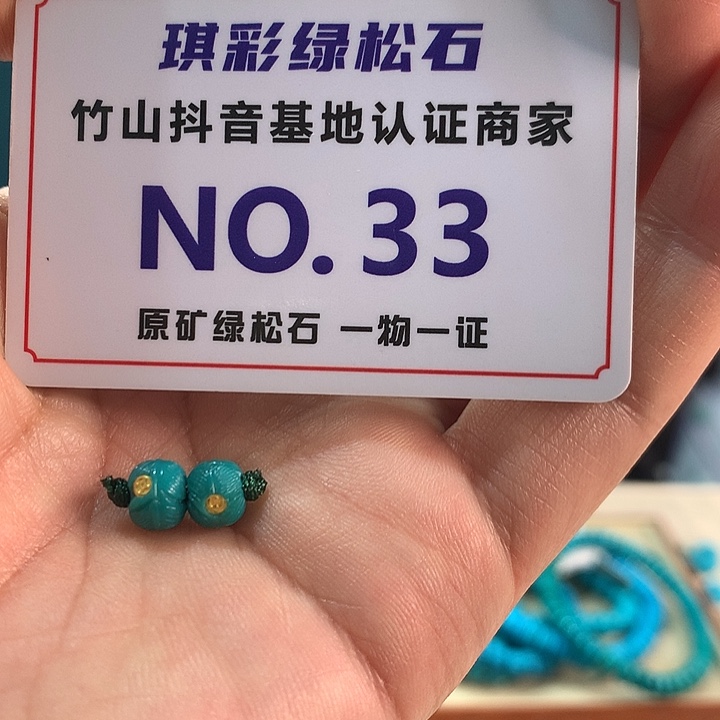 琪彩绿松石
竹山抖音基地认证商家
NO.33
原矿绿松石 一物一证